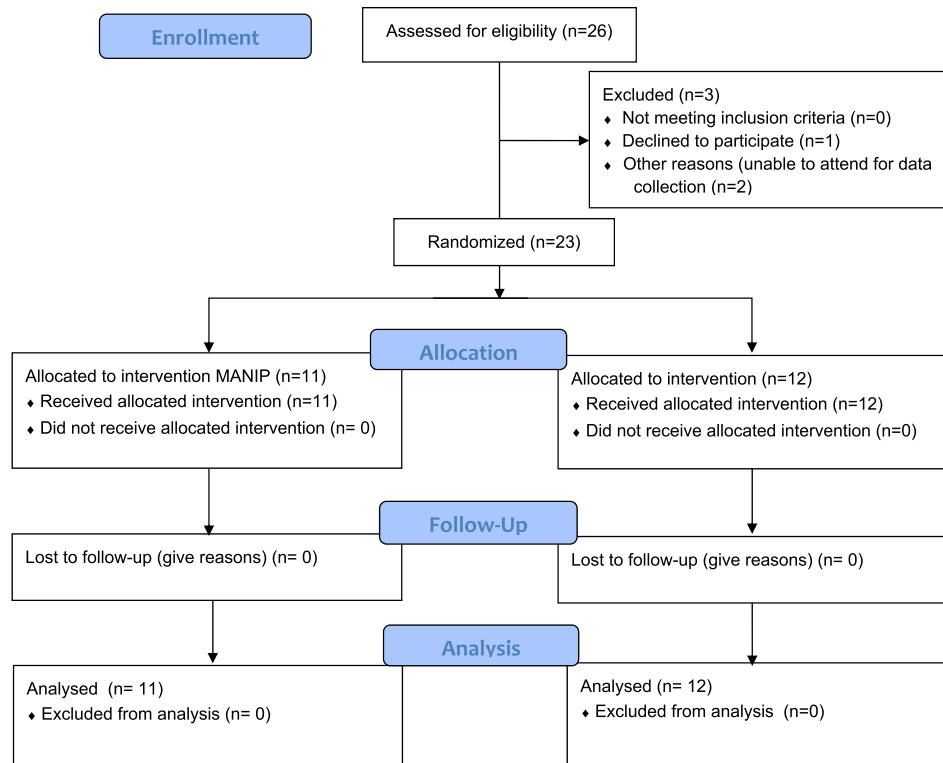 Enrollment
Assessed for eligibility (n=26)
Excluded (n=3)
♦ Not meeting inclusion criteria (n=0)
♦ Declined to participate (n=1)
♦ Other reasons (unable to attend for data
collection (n=2)
Randomized (n=23)
Allocation
Allocated to intervention MANIP (n=11)
♦ Received allocated intervention (n=11)
♦ Did not receive allocated intervention (n= 0)
Allocated to intervention (n=12)
♦ Received allocated intervention (n=12)
♦ Did not receive allocated intervention (n=0)
Follow-Up
Lost to follow-up (give reasons) (n= 0)
Lost to follow-up (give reasons) (n= 0)
Analysis
Analysed (n= 11)
♦ Excluded from analysis (n= 0)
Analysed (n= 12)
♦ Excluded from analysis (n=0)